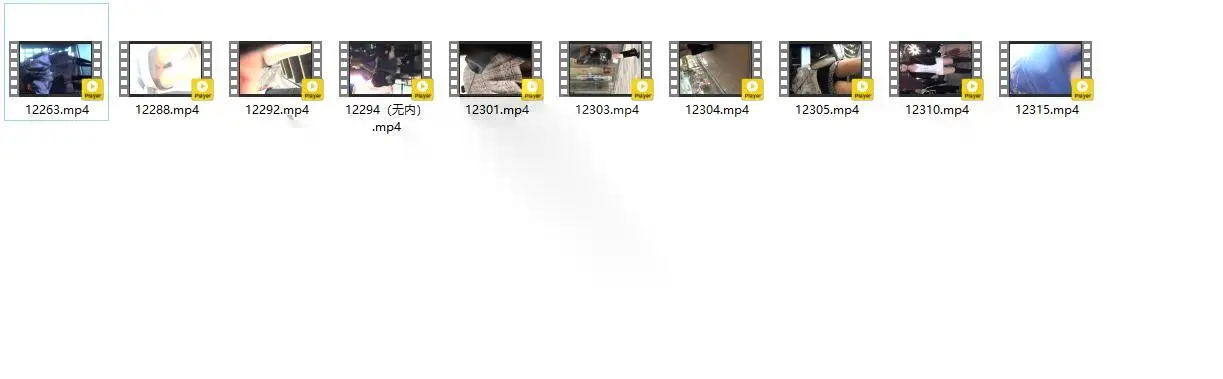 12263.mp4
12288.mp4
12292.mp4
12294（无内）
.mp4
12301.mp4
12303.mp4
12304.mp4
12305.mp4
12310.mp4
12315.mp4
Player
Player
Player
Player
Player
Player
Player
Player
Player
Player